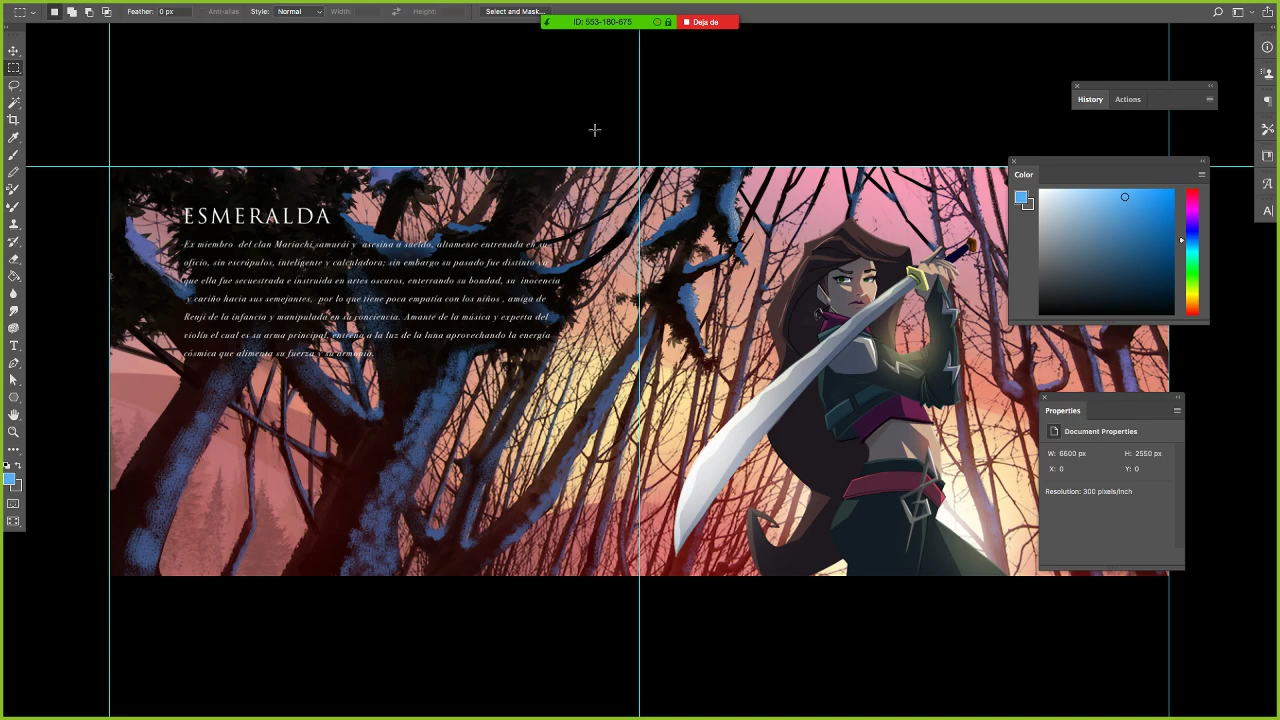 Feather: 0 px Anti-alias Style: Normal Width: Height: Select and Mask...
ID: 553-180-675 Deja de
History Actions
Color
ESMERALDA
Ex miembro del clan Mariachi samurái y asesina a sueldo, altamente entrenada en su
oficio, sin escrúpulos, inteligente y calculadora; sin embargo su pasado fue distinto ya
que ella fue secuestrada e instruida en artes oscuros, enterrando su bondad, su inocencia
y cariño hacia sus semejantes, por lo que tiene poca empatía con los niños , amiga de
Renji de la infancia y manipulada en su conciencia. Amante de la música y experta del
violín el cual es su arma principal, entrena a la luz de la luna aprovechando la energía
cósmica que alimenta su fuerza y su armonía.
Properties
Document Properties
W: 6600 px H: 2550 px
X: 0 Y: 0
Resolution: 300 pixels/inch